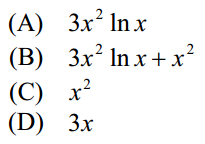 (A) 3x² ln x
(B) 3x² ln x + x²
(C) x²
(D) 3x